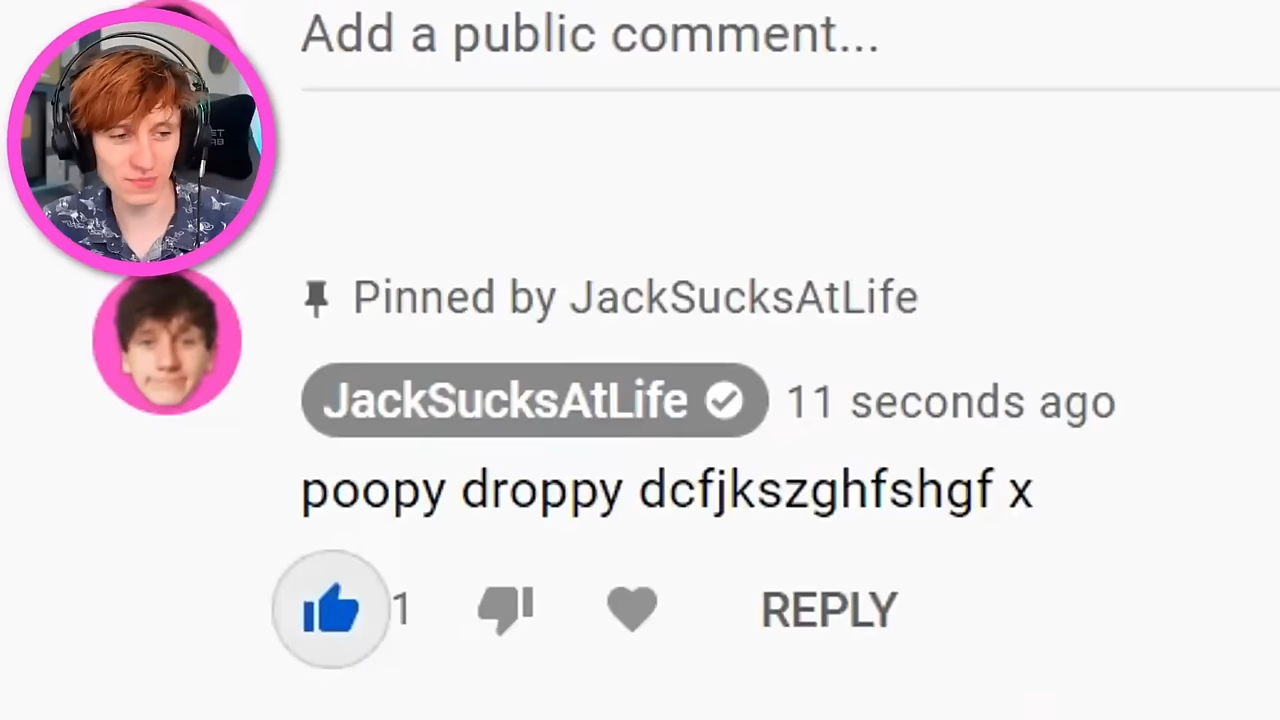 Add a public comment...
Pinned by JackSucksAtLife
JackSucksAtLife 11 seconds ago
poopy droppy dcfjkszghfshgf x
1 REPLY